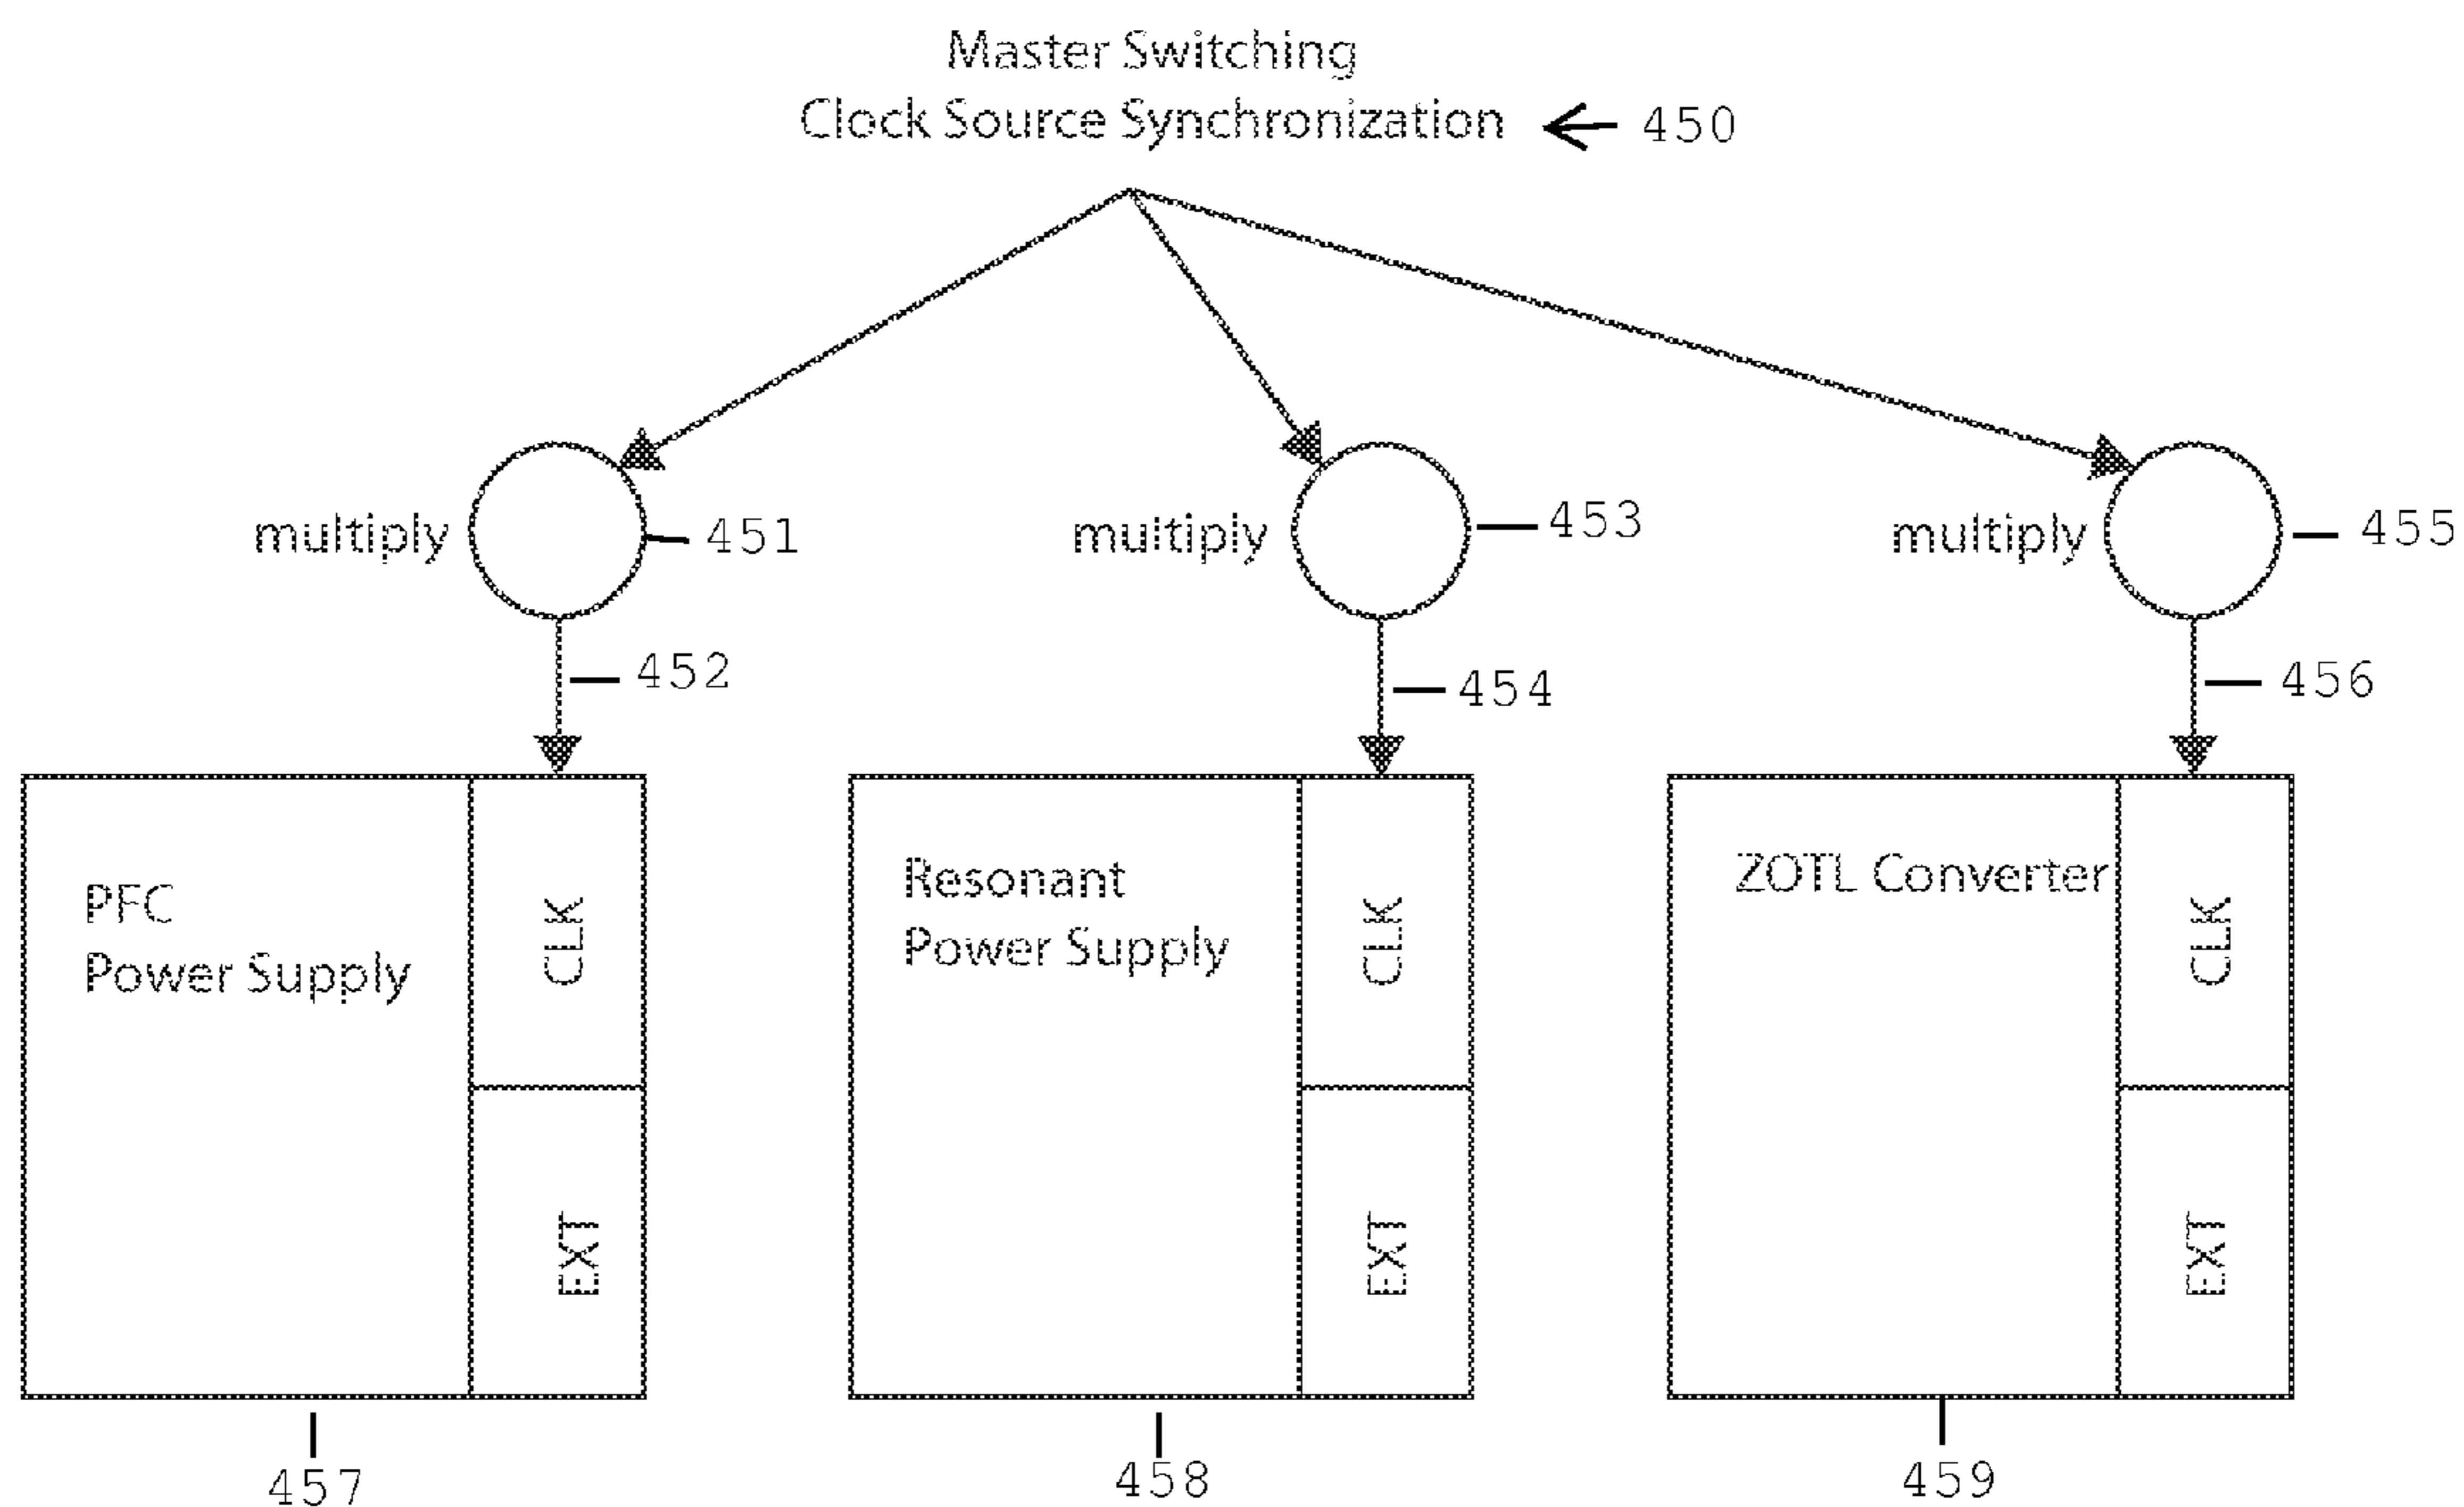 Master Switching
Clock Source Synchronization 450
multiply 451
multiply 453
multiply 455
452
454
456
PFC
Power Supply
CLK
EXT
Resonant
Power Supply
CLK
EXT
ZOTL Converter
CLK
EXT
457
458
459